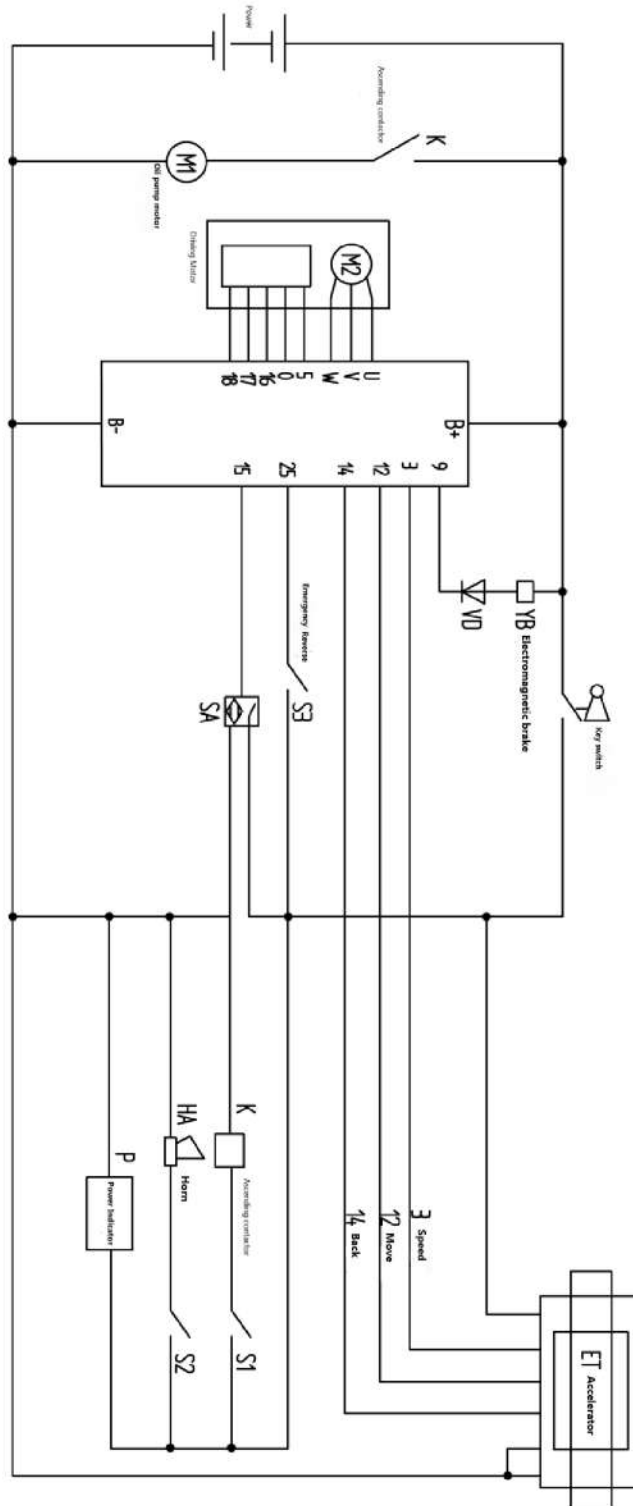 Power
K
Ascending contactor
M1
Oil pump motor
Driving Motor
M2
18
17
16
0
5
W
V
U
B-
B+
15
25
14
12
3
9
Emergency Reverse
VD
YB
Electromagnetic brake
Key switch
SA
S3
3 Speed
12 Move
14 Back
K
Ascending contactor
HA
Horn
P
Power Indicator
S1
S2
ET Accelerator